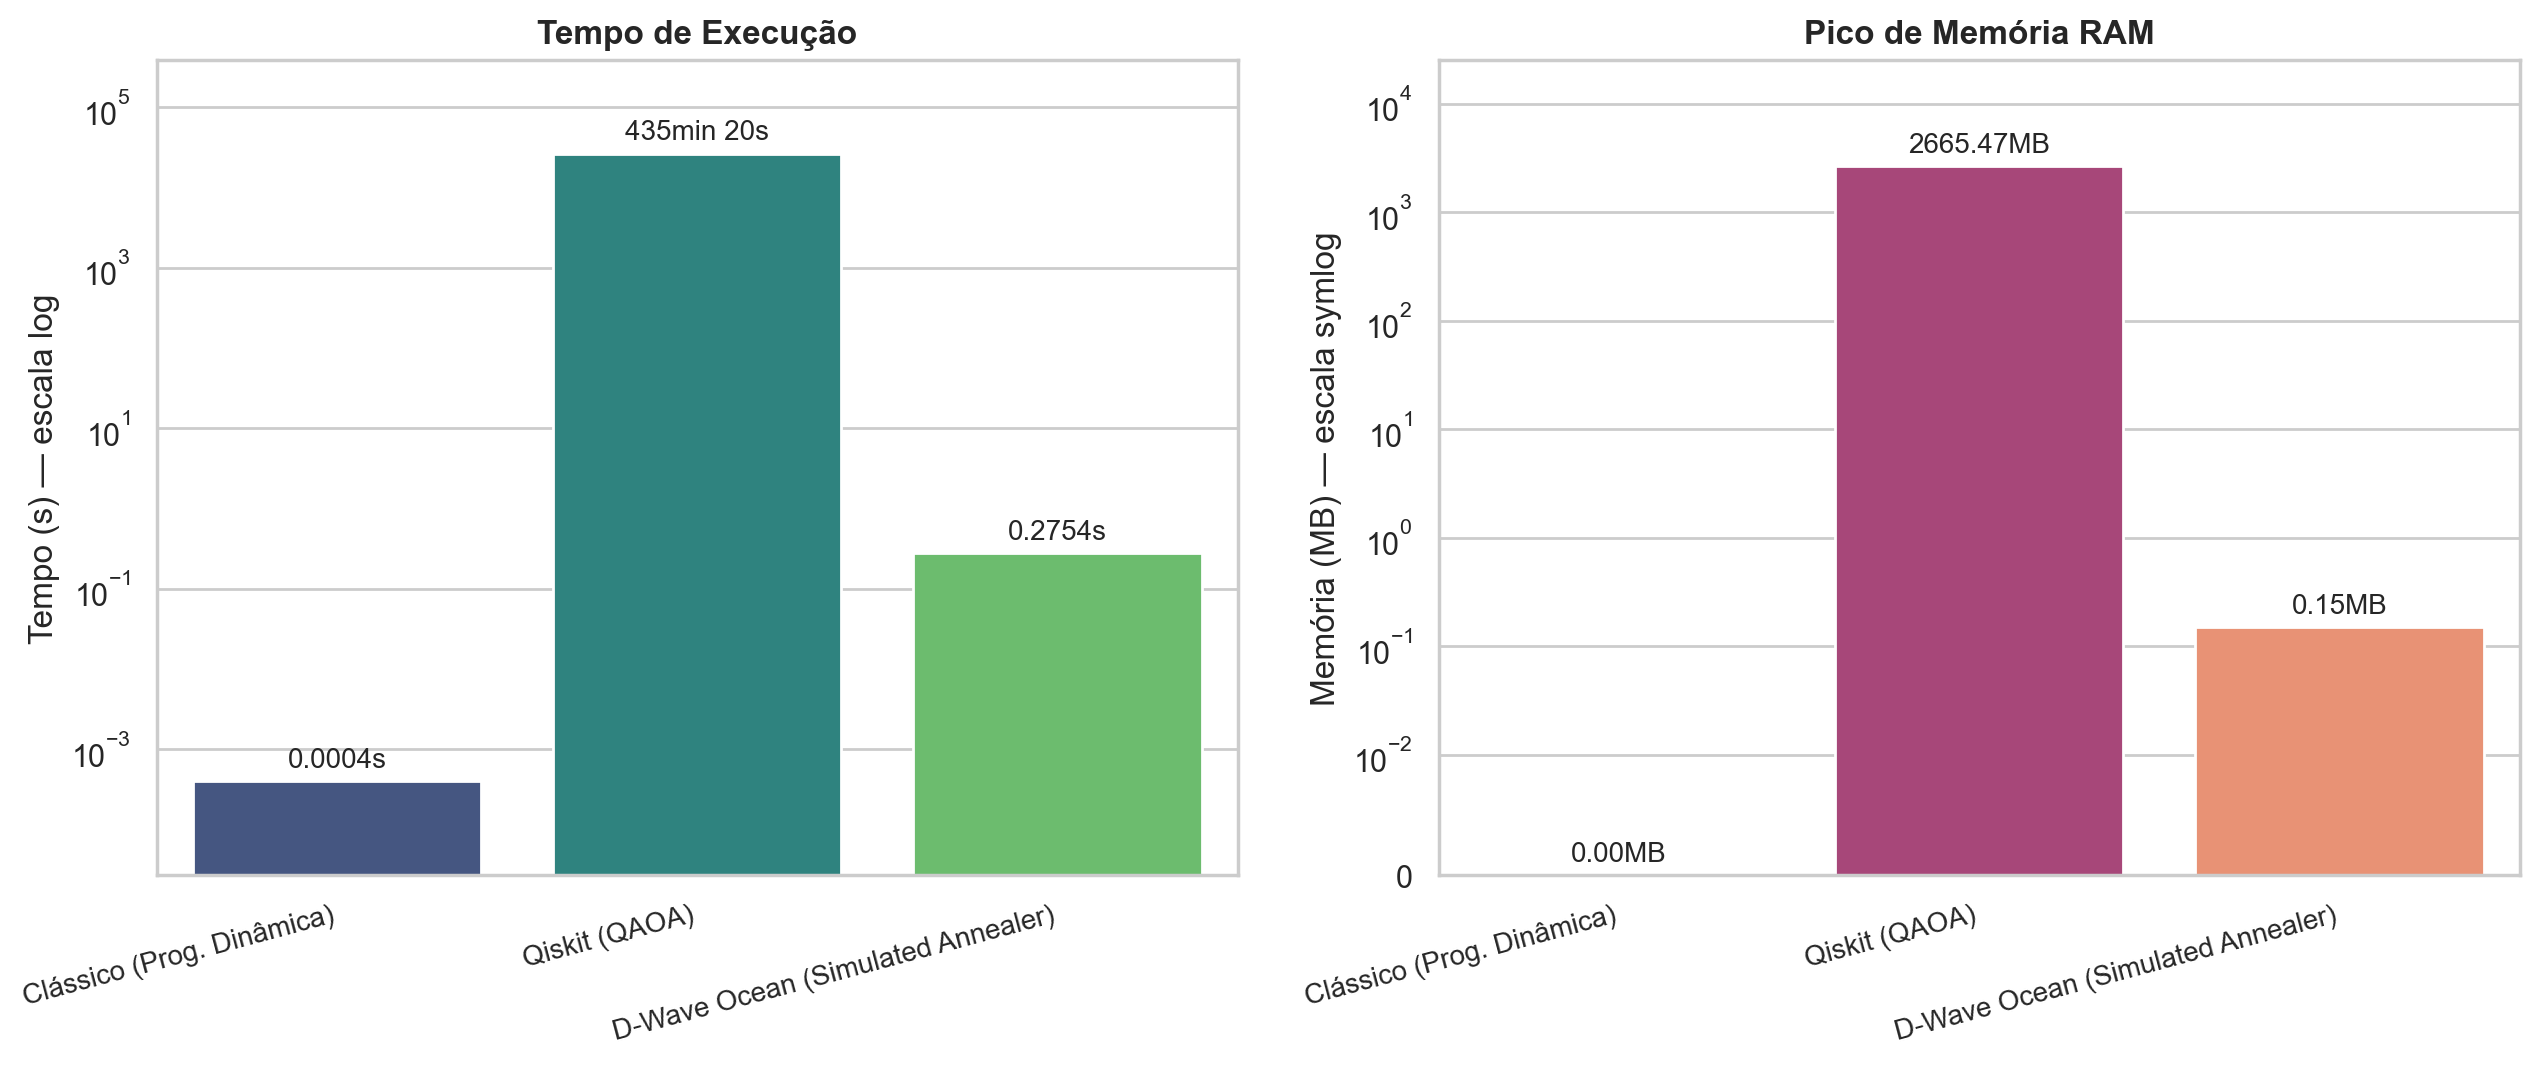 Tempo de Execução
Tempo (s) — escala log
10^5
10^3
10^1
10^−1
10^−3
0.0004s
435min 20s
0.2754s
Clássico (Prog. Dinâmica)
Qiskit (QAOA)
D-Wave Ocean (Simulated Annealer)
Pico de Memória RAM
Memória (MB) — escala symlog
10^4
10^3
10^2
10^1
10^0
10^−1
10^−2
0
0.00MB
2665.47MB
0.15MB
Clássico (Prog. Dinâmica)
Qiskit (QAOA)
D-Wave Ocean (Simulated Annealer)